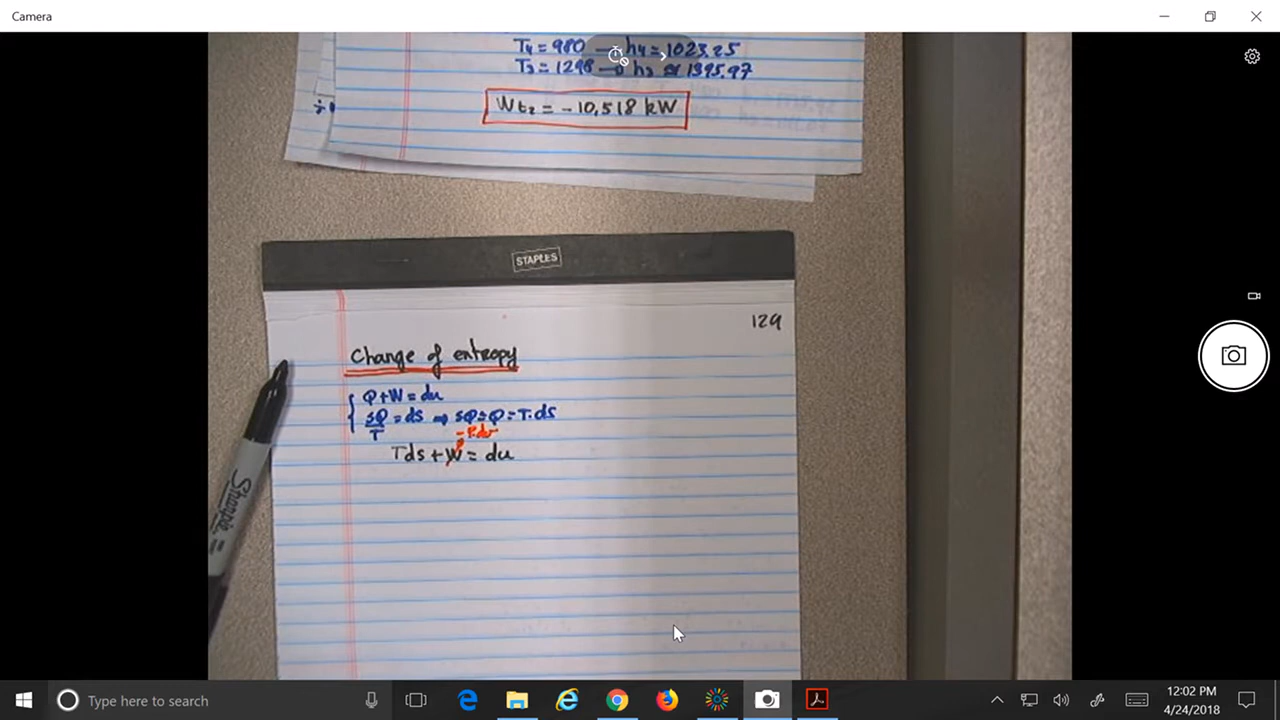 Camera
T4 = 980 → h4 = 1023.25
T3 = 1298 → h3 ≅ 1395.97
Wt2 = -10,518 kW
STAPLES
129
Change of entropy
Q+W = du
δQ/T = ds ⇒ δQ = Q = T.ds
-P.dv
Tds + W = du
Sharpie
Type here to search
12:02 PM
4/24/2018